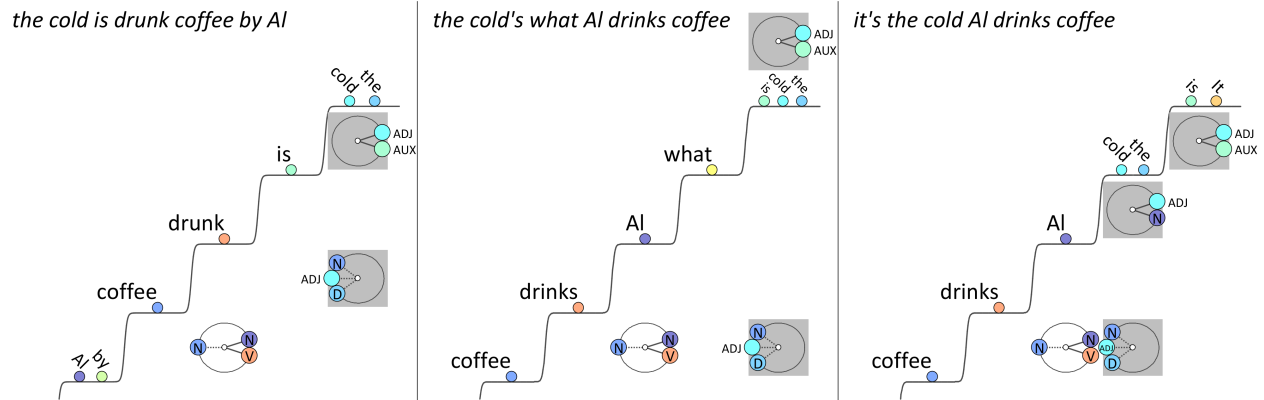 the cold is drunk coffee by Al
cold the
ADJ
AUX
is
drunk
N
ADJ
D
coffee
N
N
V
Al by
the cold's what Al drinks coffee
ADJ
AUX
is cold the
what
Al
drinks
N
N
V
N
ADJ
D
coffee
it's the cold Al drinks coffee
is It
ADJ
AUX
cold the
ADJ
N
Al
drinks
N
N
V
N
ADJ
D
coffee